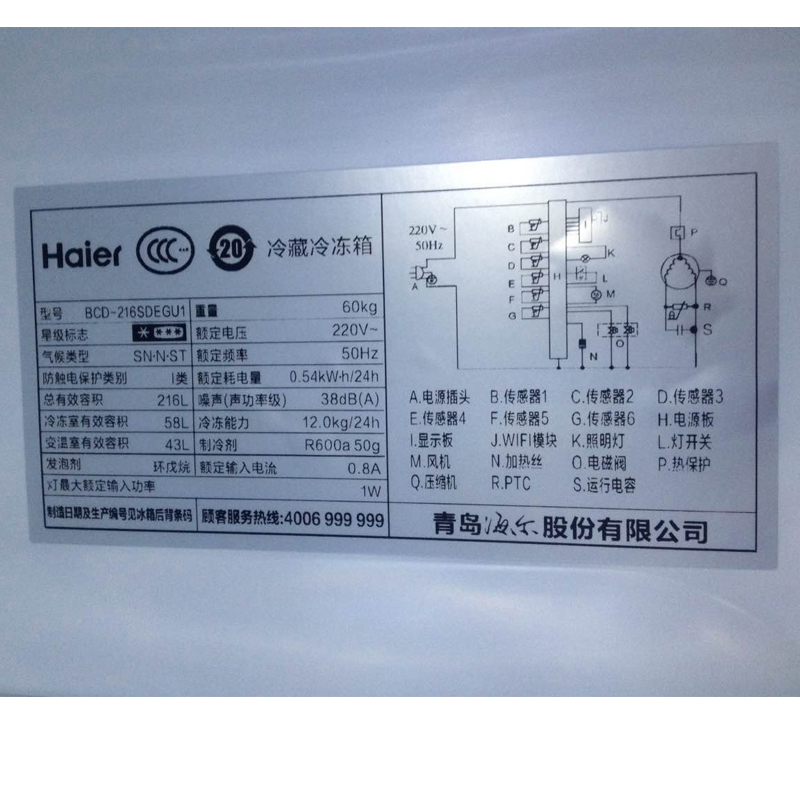 Haier CCC 20 冷藏冷冻箱
型号 BCD-216SDEGU1 重量 60kg
星级标志 **** 额定电压 220V~
气候类型 SN·N·ST 额定频率 50Hz
防触电保护类别 I类 额定耗电量 0.54kW·h/24h
总有效容积 216L 噪声(声功率级) 38dB(A)
冷冻室有效容积 58L 冷冻能力 12.0kg/24h
变温室有效容积 43L 制冷剂 R600a 50g
发泡剂 环戊烷 额定输入电流 0.8A
灯最大额定输入功率 1W
制造日期及生产编号见冰箱后背条码 顾客服务热线:4006 999 999
220V~
50Hz
A
B
C
D
E
F
G
H
I
J
K
L
M
N
O
P
Q
R
S
A.电源插头 B.传感器1 C.传感器2 D.传感器3
E.传感器4 F.传感器5 G.传感器6 H.电源板
I.显示板 J.WIFI模块 K.照明灯 L.灯开关
M.风机 N.加热丝 O.电磁阀 P.热保护
Q.压缩机 R.PTC S.运行电容
青岛海尔股份有限公司